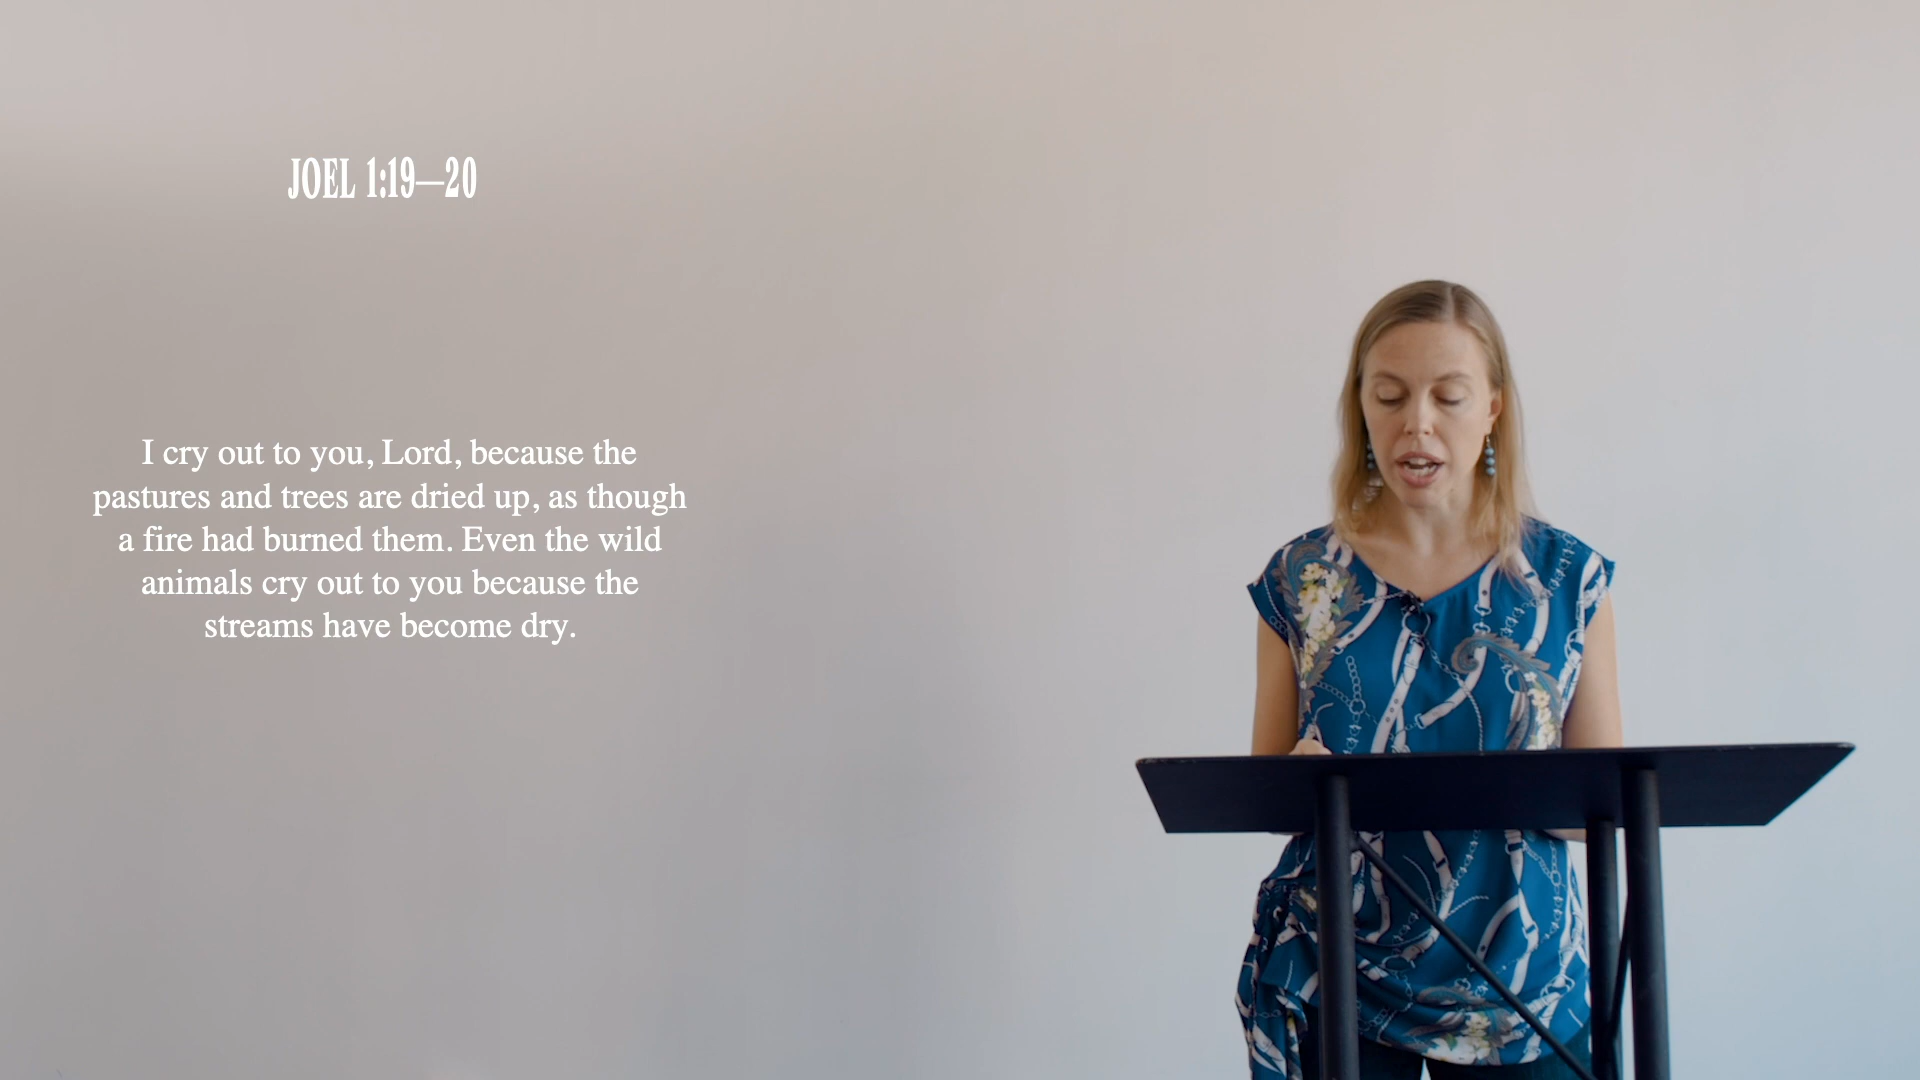 JOEL 1:19—20
I cry out to you, Lord, because the
pastures and trees are dried up, as though
a fire had burned them. Even the wild
animals cry out to you because the
streams have become dry.